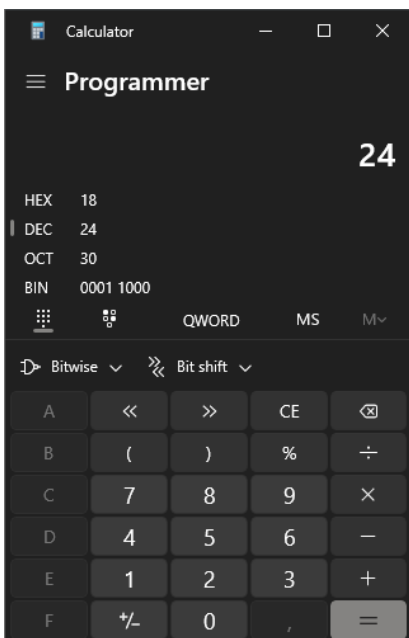 Calculator
Programmer
24
HEX 18
DEC 24
OCT 30
BIN 0001 1000
QWORD MS M
Bitwise Bit shift
A << >> CE
B ( ) % ÷
C 7 8 9 ×
D 4 5 6 −
E 1 2 3 +
F +/− 0 , =